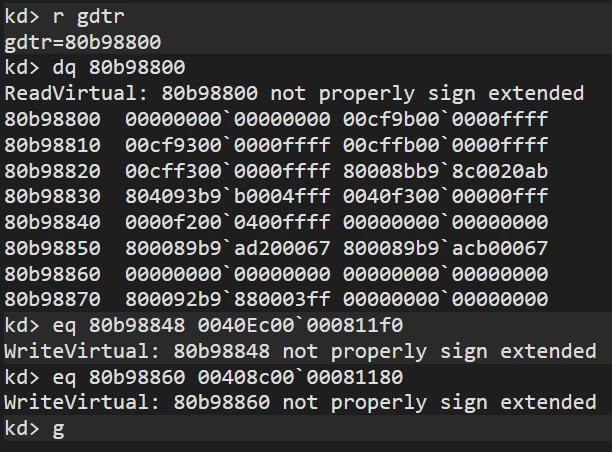 kd> r gdtr
gdtr=80b98800
kd> dq 80b98800
ReadVirtual: 80b98800 not properly sign extended
80b98800  00000000`00000000 00cf9b00`0000ffff
80b98810  00cf9300`0000ffff 00cffb00`0000ffff
80b98820  00cff300`0000ffff 80008bb9`8c0020ab
80b98830  804093b9`b0004fff 0040f300`00000fff
80b98840  0000f200`0400ffff 00000000`00000000
80b98850  800089b9`ad200067 800089b9`acb00067
80b98860  00000000`00000000 00000000`00000000
80b98870  800092b9`880003ff 00000000`00000000
kd> eq 80b98848 0040Ec00`000811f0
WriteVirtual: 80b98848 not properly sign extended
kd> eq 80b98860 00408c00`00081180
WriteVirtual: 80b98860 not properly sign extended
kd> g